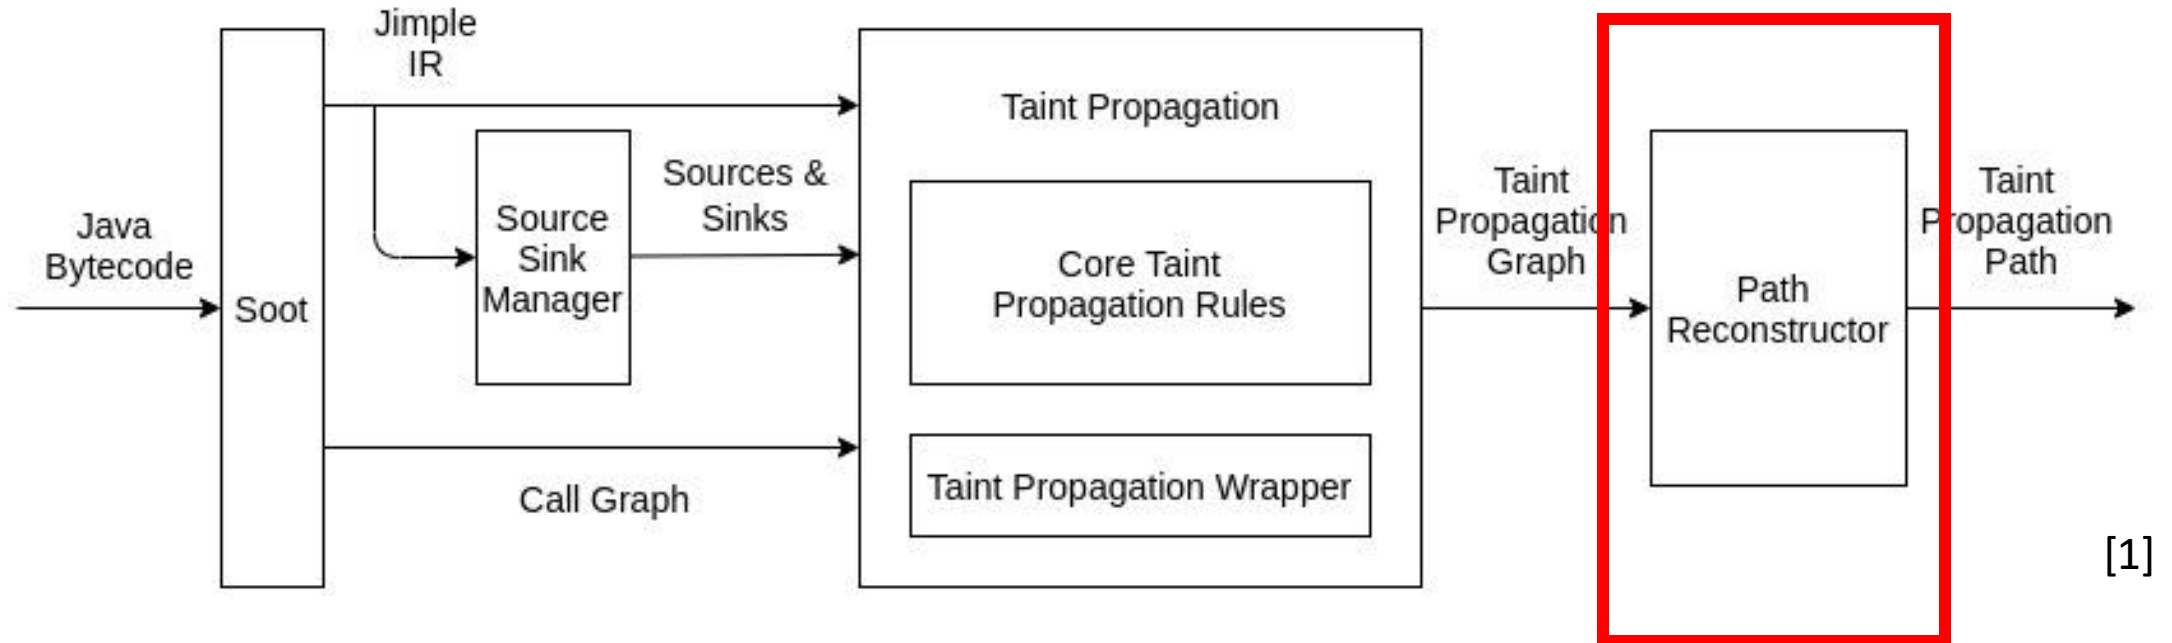 Jimple
IR
Java
Bytecode
Soot
Source
Sink
Manager
Sources &
Sinks
Call Graph
Taint Propagation
Core Taint
Propagation Rules
Taint Propagation Wrapper
Taint
Propagation
Graph
Path
Reconstructor
Taint
Propagation
Path
[1]